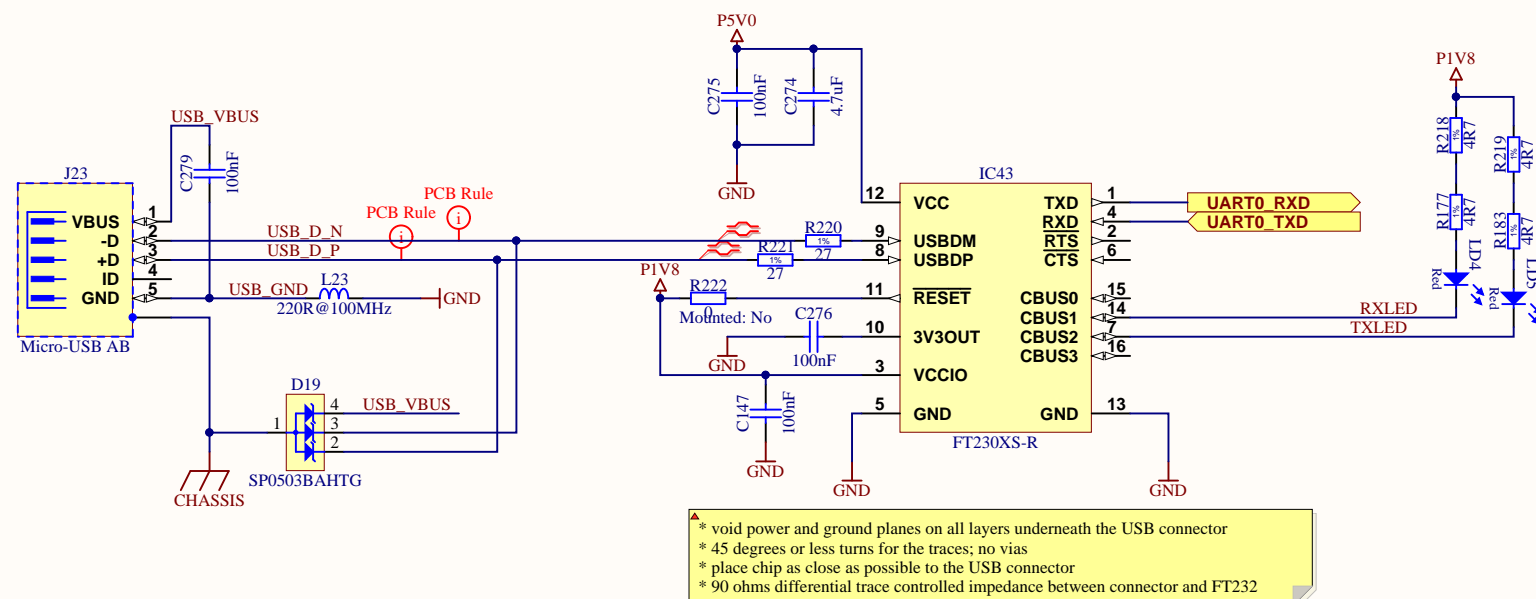 P5V0
C275
100nF
C274
4.7uF
GND
P1V8
R218
1%
4R7
R219
1%
4R7
R177
1%
4R7
R183
1%
4R7
LD4
Red
LD5
Red
USB_VBUS
C279
100nF
J23
VBUS
-D
+D
ID
GND
1
2
3
4
5
Micro-USB AB
PCB Rule
i
PCB Rule
i
USB_D_N
USB_D_P
USB_GND
L23
220R@100MHz
GND
R220
1%
27
R221
1%
27
P1V8
R222
0
Mounted: No
C276
100nF
GND
C147
100nF
GND
IC43
12
VCC
9
USBDM
8
USBDP
11
RESET
10
3V3OUT
3
VCCIO
5
GND
TXD
1
RXD
4
RTS
2
CTS
6
CBUS0
15
CBUS1
14
CBUS2
7
CBUS3
16
GND
13
FT230XS-R
UART0_RXD
UART0_TXD
RXLED
TXLED
GND
GND
D19
1
4
3
2
USB_VBUS
SP0503BAHTG
CHASSIS
* void power and ground planes on all layers underneath the USB connector
* 45 degrees or less turns for the traces; no vias
* place chip as close as possible to the USB connector
* 90 ohms differential trace controlled impedance between connector and FT232